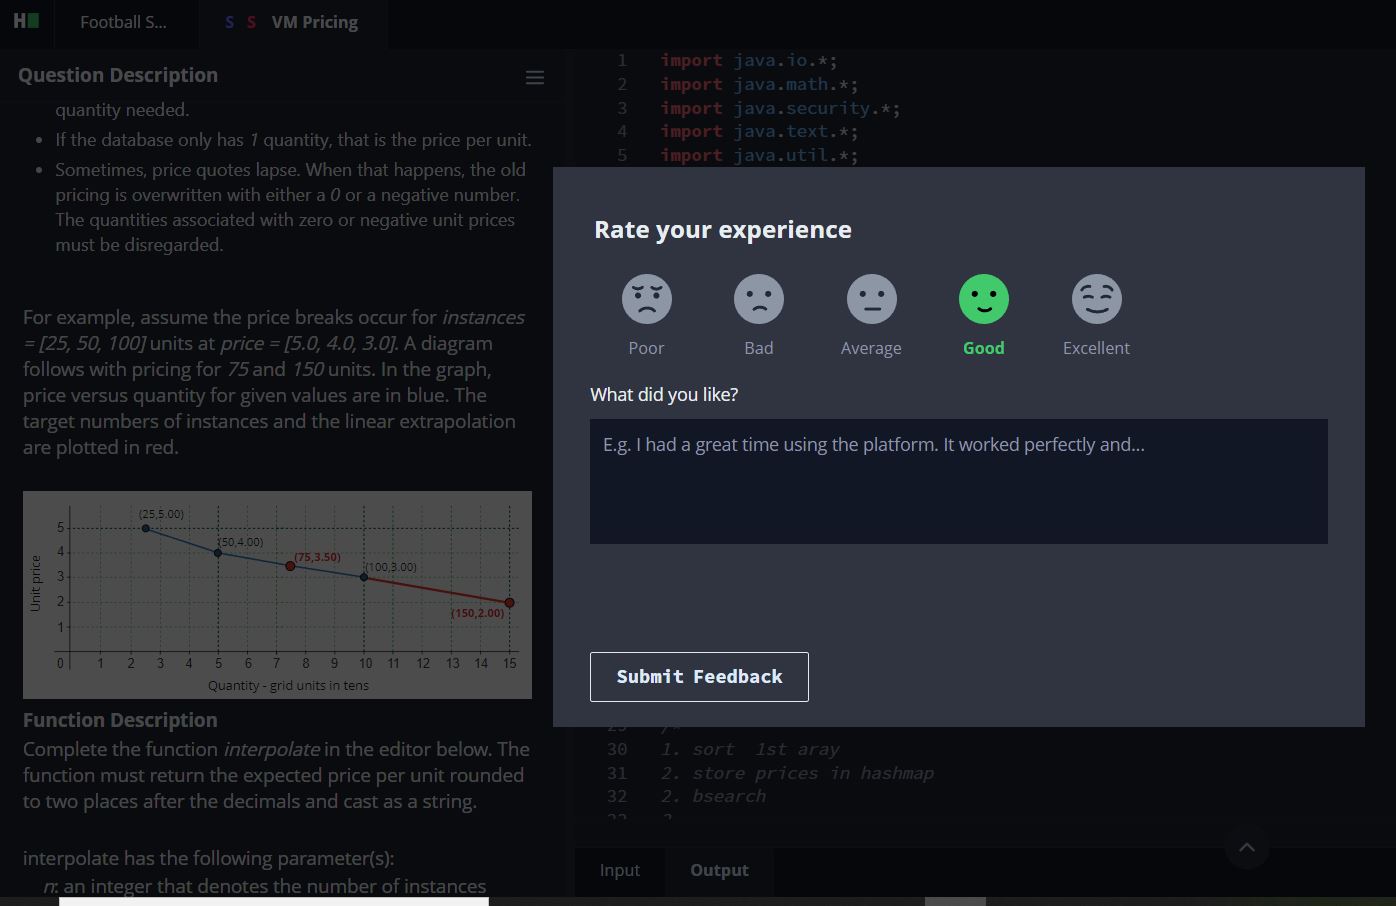 H
Football S...
S S VM Pricing
Question Description
quantity needed.
• If the database only has 1 quantity, that is the price per unit.
• Sometimes, price quotes lapse. When that happens, the old
pricing is overwritten with either a 0 or a negative number.
The quantities associated with zero or negative unit prices
must be disregarded.
For example, assume the price breaks occur for instances
= [25, 50, 100] units at price = [5.0, 4.0, 3.0]. A diagram
follows with pricing for 75 and 150 units. In the graph,
price versus quantity for given values are in blue. The
target numbers of instances and the linear extrapolation
are plotted in red.
(25,5.00)
(50,4.00)
(75,3.50)
(100,3.00)
(150,2.00)
Unit price
5
4
3
2
1
0 1 2 3 4 5 6 7 8 9 10 11 12 13 14 15
Quantity - grid units in tens
Function Description
Complete the function interpolate in the editor below. The
function must return the expected price per unit rounded
to two places after the decimals and cast as a string.
interpolate has the following parameter(s):
n: an integer that denotes the number of instances
1 import java.io.*;
2 import java.math.*;
3 import java.security.*;
4 import java.text.*;
5 import java.util.*;
Rate your experience
Poor
Bad
Average
Good
Excellent
What did you like?
E.g. I had a great time using the platform. It worked perfectly and...
Submit Feedback
29 /*
30 1. sort 1st aray
31 2. store prices in hashmap
32 2. bsearch
Input
Output